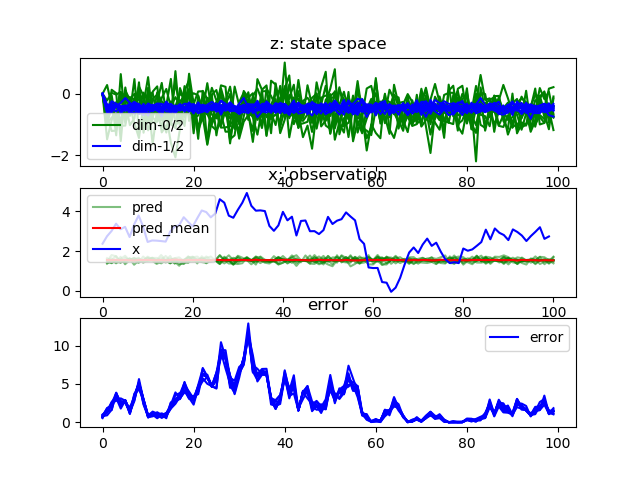 z: state space
0
−2
dim-0/2
dim-1/2
0 20 40 60 80 100
x: observation
4
2
0
pred
pred_mean
x
0 20 40 60 80 100
error
10
5
0
error
0 20 40 60 80 100